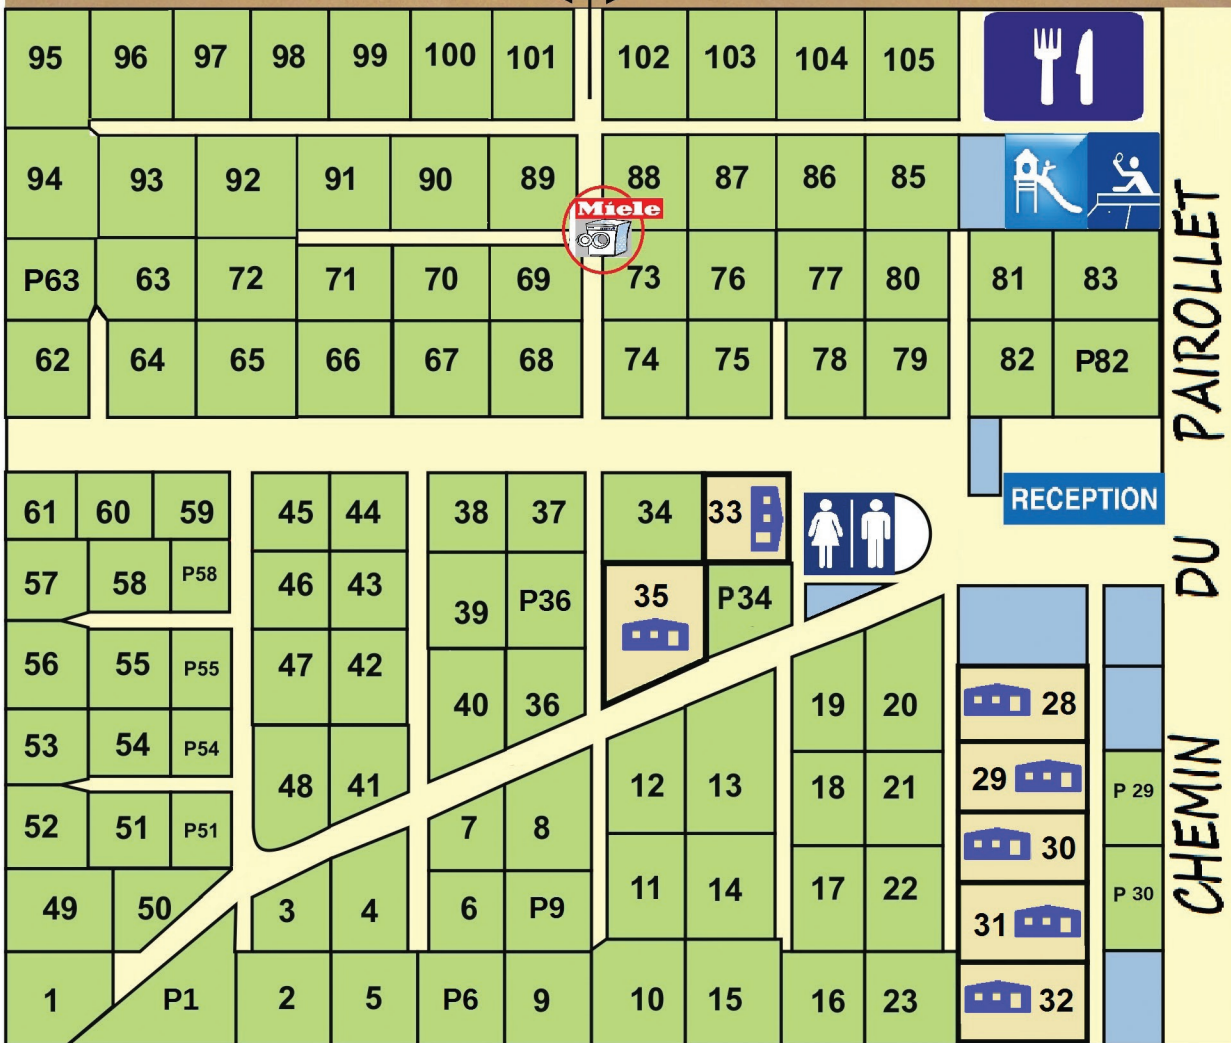 95 96 97 98 99 100 101 102 103 104 105
94 93 92 91 90 89 88 87 86 85
Miele
P63 63 72 71 70 69 73 76 77 80 81 83
62 64 65 66 67 68 74 75 78 79 82 P82
RECEPTION
61 60 59 45 44 38 37 34 33
57 58 P58 46 43 39 P36 35 P34
56 55 P55 47 42 40 36 19 20 28
53 54 P54 48 41 12 13 18 21 29 P 29
52 51 P51 7 8 30
49 50 3 4 6 P9 11 14 17 22 31 P 30
1 P1 2 5 P6 9 10 15 16 23 32
CHEMIN DU PAIROLLET